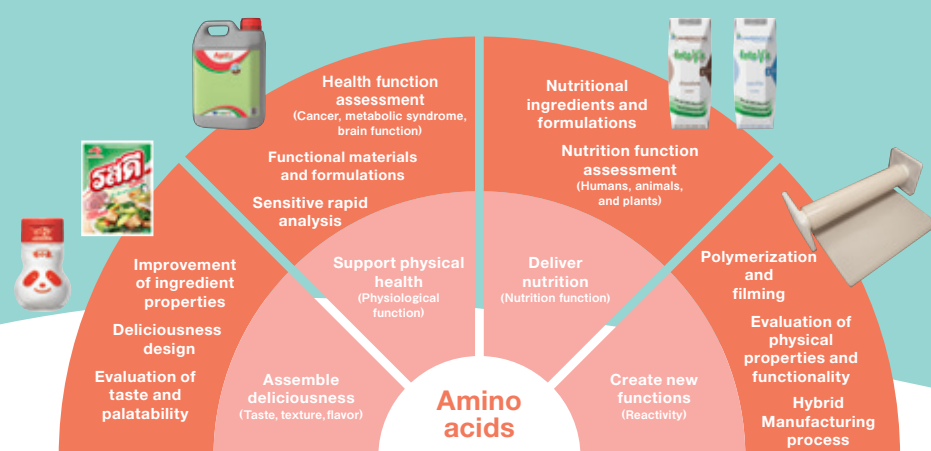 Health function
assessment
(Cancer, metabolic syndrome,
brain function)
Functional materials
and formulations
Sensitive rapid
analysis
Nutritional
ingredients and
formulations
Nutrition function
assessment
(Humans, animals,
and plants)
รสดี
Improvement
of ingredient
properties
Deliciousness
design
Evaluation of
taste and
palatability
Support physical
health
(Physiological
function)
Deliver
nutrition
(Nutrition function)
Polymerization
and
filming
Evaluation of
physical
properties and
functionality
Hybrid
Manufacturing
process
Assemble
deliciousness
(Taste, texture, flavor)
Create new
functions
(Reactivity)
Amino
acids